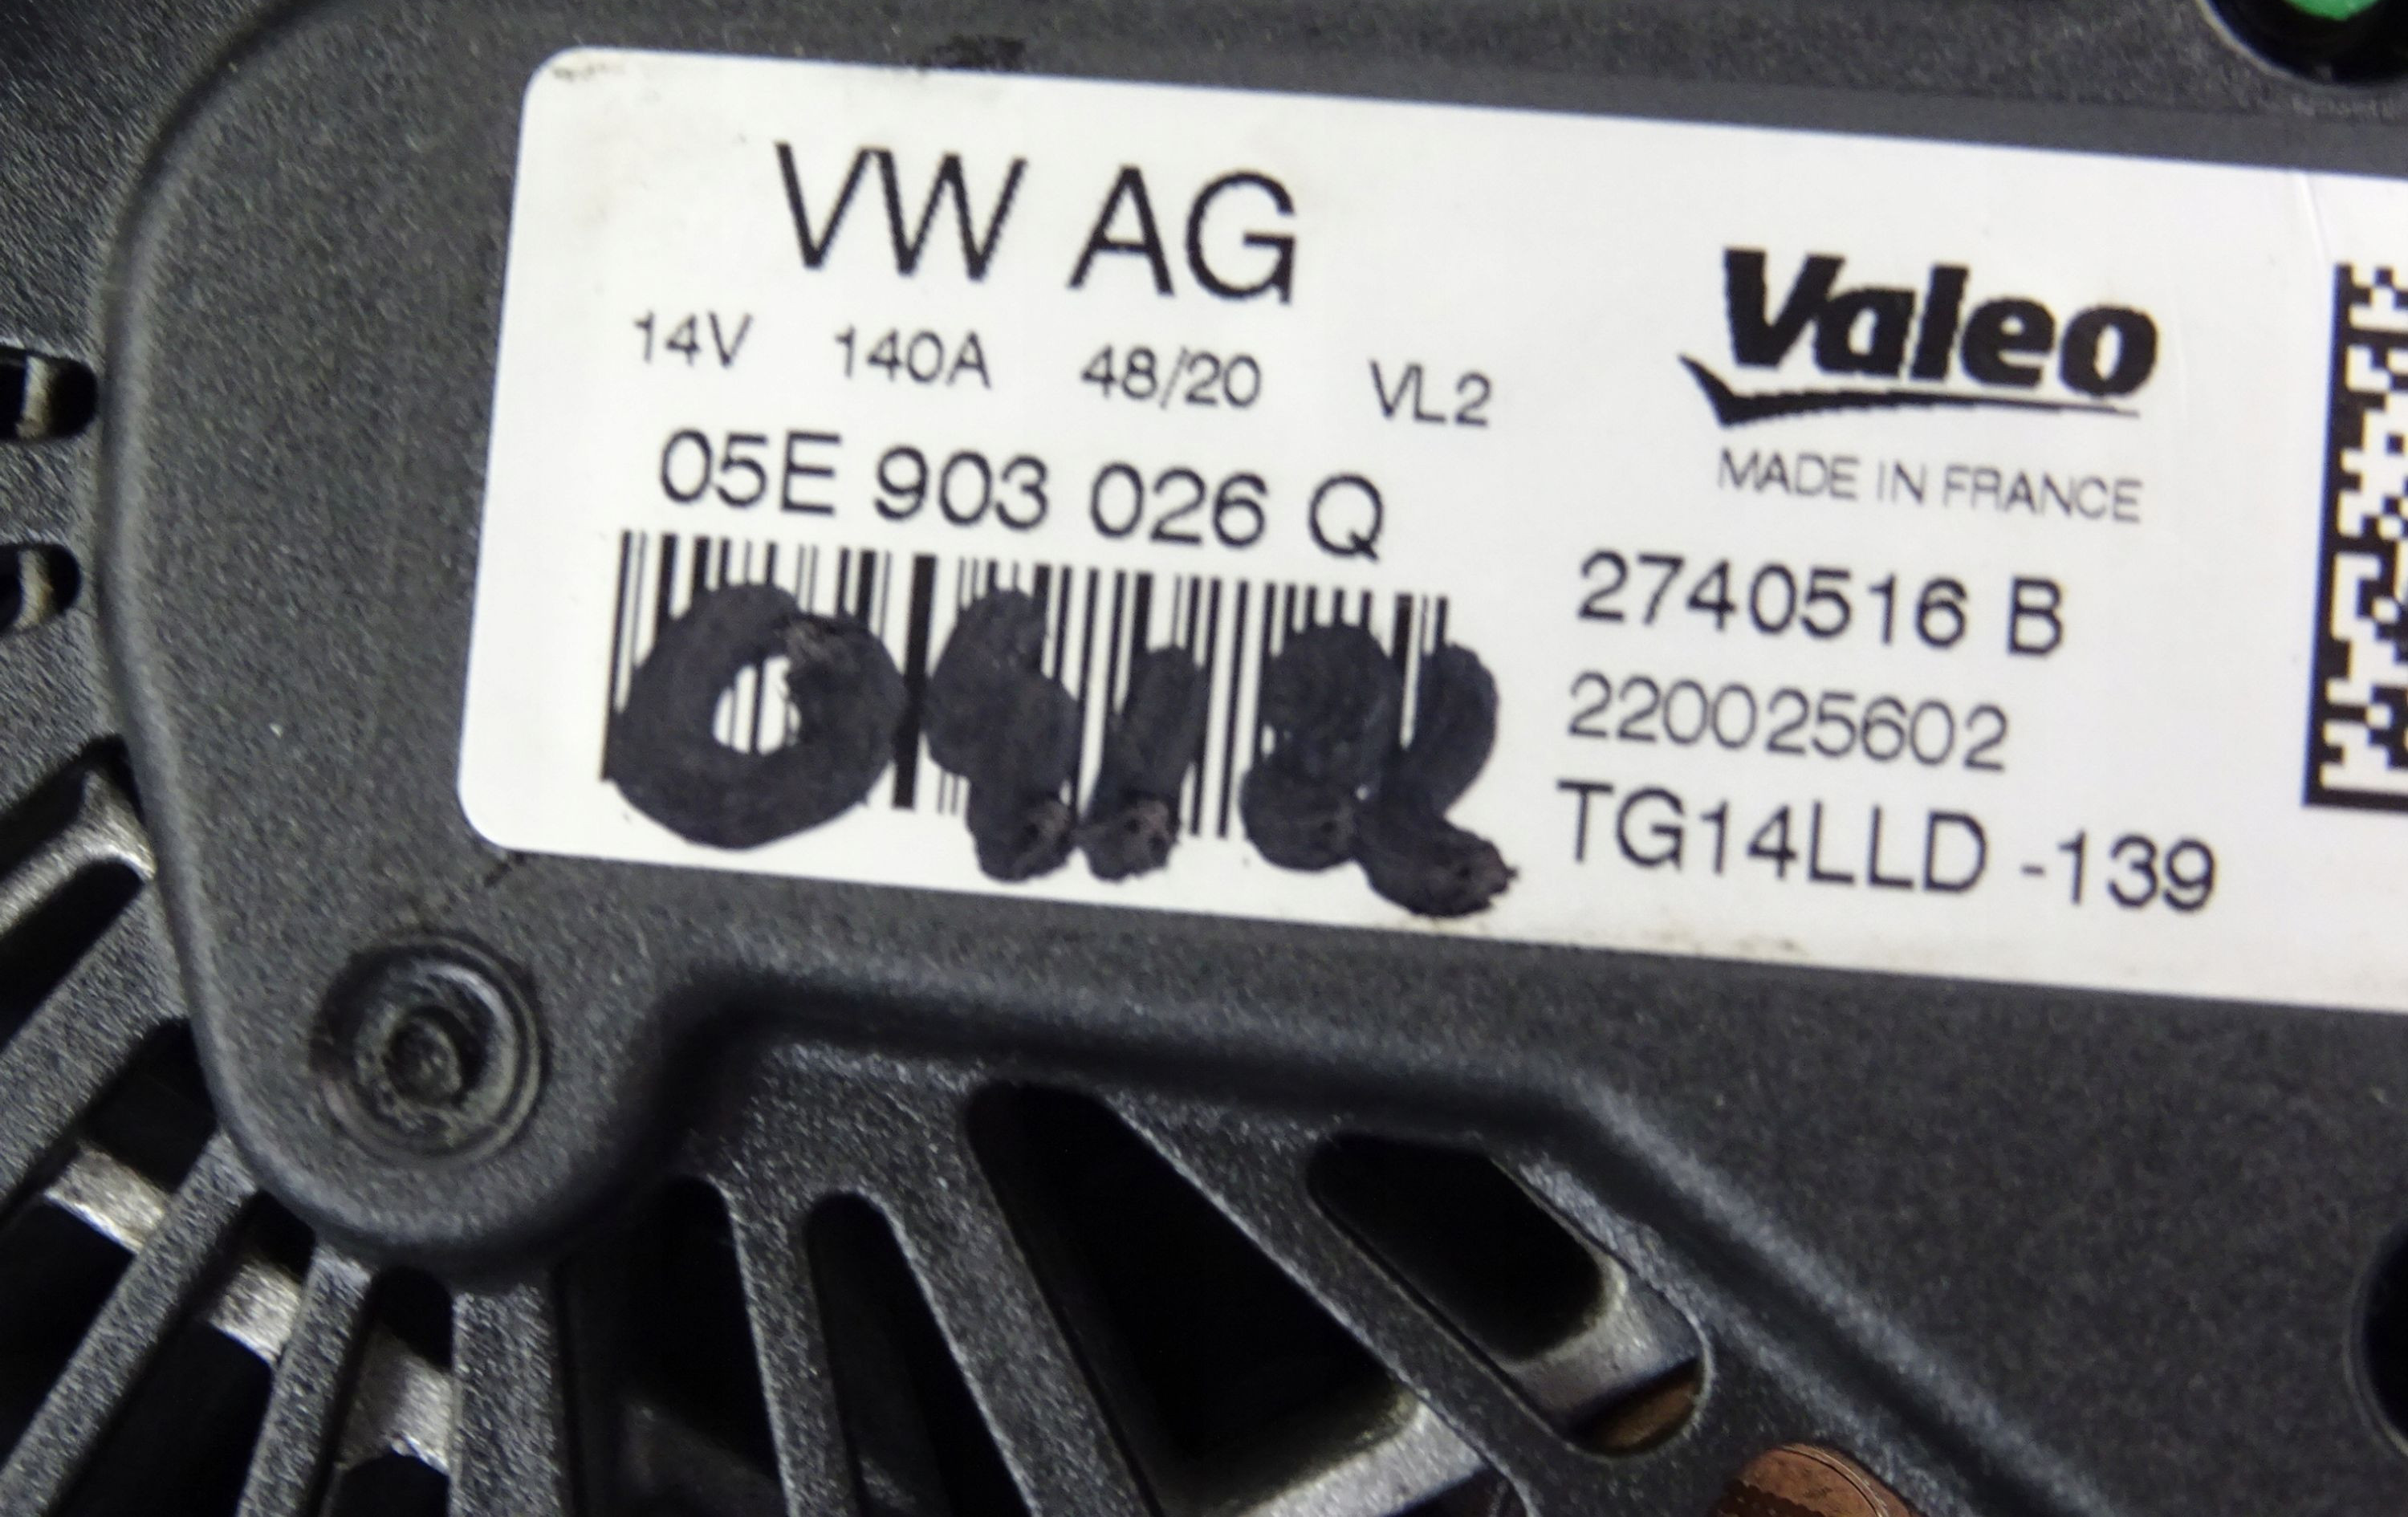 VW AG
14V 140A 48/20 VL2
05E 903 026 Q
Valeo
MADE IN FRANCE
2740516 B
220025602
TG14LLD -139